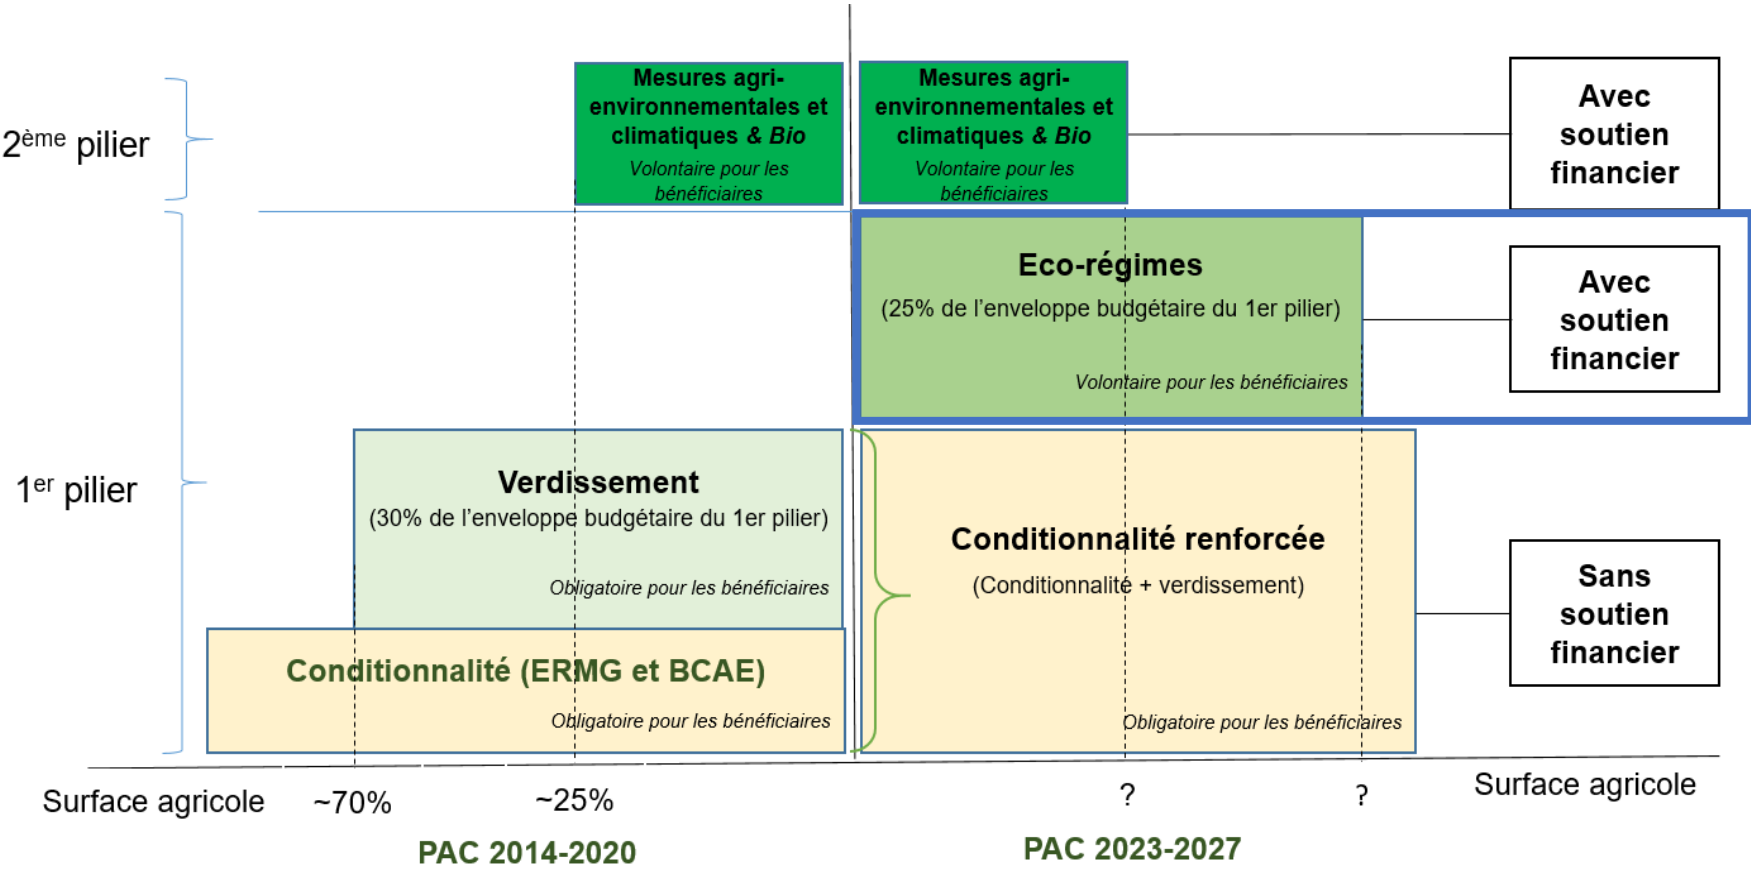 2ème pilier
Mesures agri-
environnementales et
climatiques & Bio
Volontaire pour les
bénéficiaires
Mesures agri-
environnementales et
climatiques & Bio
Volontaire pour les
bénéficiaires
Avec
soutien
financier
1er pilier
Eco-régimes
(25% de l'enveloppe budgétaire du 1er pilier)
Volontaire pour les bénéficiaires
Avec
soutien
financier
Verdissement
(30% de l'enveloppe budgétaire du 1er pilier)
Obligatoire pour les bénéficiaires
Conditionnalité (ERMG et BCAE)
Obligatoire pour les bénéficiaires
Conditionnalité renforcée
(Conditionnalité + verdissement)
Obligatoire pour les bénéficiaires
Sans
soutien
financier
Surface agricole
~70%
~25%
?
?
Surface agricole
PAC 2014-2020
PAC 2023-2027